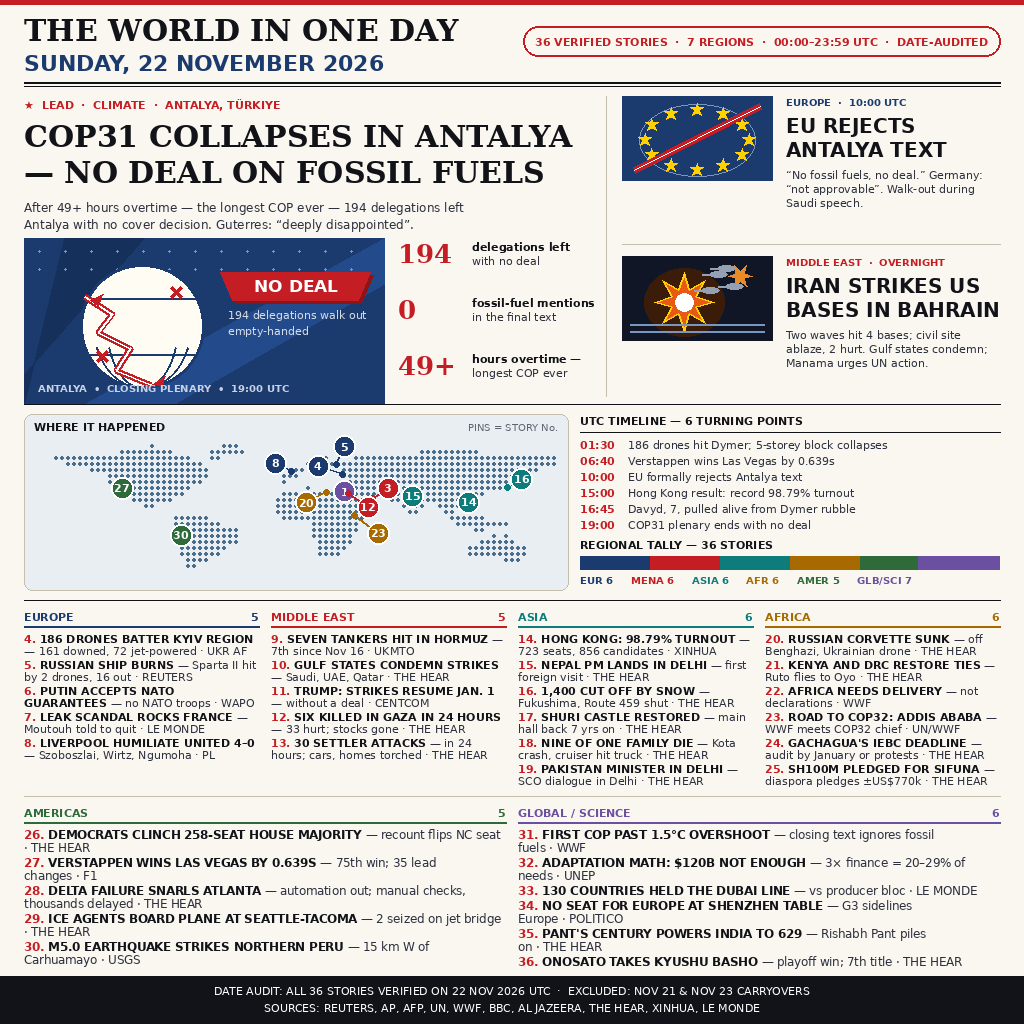 THE WORLD IN ONE DAY
SUNDAY, 22 NOVEMBER 2026
36 VERIFIED STORIES · 7 REGIONS · 00:00–23:59 UTC · DATE-AUDITED
★ LEAD · CLIMATE · ANTALYA, TÜRKIYE
COP31 COLLAPSES IN ANTALYA
— NO DEAL ON FOSSIL FUELS
After 49+ hours overtime — the longest COP ever — 194 delegations left
Antalya with no cover decision. Guterres: “deeply disappointed”.
NO DEAL
194 delegations walk out
empty-handed
ANTALYA • CLOSING PLENARY • 19:00 UTC
194
delegations left
with no deal
0
fossil-fuel mentions
in the final text
49+
hours overtime —
longest COP ever
EUROPE · 10:00 UTC
EU REJECTS
ANTALYA TEXT
“No fossil fuels, no deal.” Germany:
“not approvable”. Walk-out during
Saudi speech.
MIDDLE EAST · OVERNIGHT
IRAN STRIKES US
BASES IN BAHRAIN
Two waves hit 4 bases; civil site
ablaze, 2 hurt. Gulf states condemn;
Manama urges UN action.
WHERE IT HAPPENED
PINS = STORY No.
5
8
4
27
1
3
16
20
15
12
14
30
23
UTC TIMELINE — 6 TURNING POINTS
01:30 186 drones hit Dymer; 5-storey block collapses
06:40 Verstappen wins Las Vegas by 0.639s
10:00 EU formally rejects Antalya text
15:00 Hong Kong result: record 98.79% turnout
16:45 Davyd, 7, pulled alive from Dymer rubble
19:00 COP31 plenary ends with no deal
REGIONAL TALLY — 36 STORIES
EUR 6 MENA 6 ASIA 6 AFR 6 AMER 5 GLB/SCI 7
EUROPE 5
4. 186 DRONES BATTER KYIV REGION
— 161 downed, 72 jet-powered · UKR AF
5. RUSSIAN SHIP BURNS — Sparta II hit
by 2 drones, 16 out · REUTERS
6. PUTIN ACCEPTS NATO
GUARANTEES — no NATO troops · WAPO
7. LEAK SCANDAL ROCKS FRANCE —
Moutouh told to quit · LE MONDE
8. LIVERPOOL HUMILIATE UNITED 4–0
— Szoboszlai, Wirtz, Ngumoha · PL
MIDDLE EAST 5
9. SEVEN TANKERS HIT IN HORMUZ —
7th since Nov 16 · UKMTO
10. GULF STATES CONDEMN STRIKES
— Saudi, UAE, Qatar · THE HEAR
11. TRUMP: STRIKES RESUME JAN. 1
— without a deal · CENTCOM
12. SIX KILLED IN GAZA IN 24 HOURS
— 33 hurt; stocks gone · THE HEAR
13. 30 SETTLER ATTACKS — in 24
hours; cars, homes torched · THE HEAR
ASIA 6
14. HONG KONG: 98.79% TURNOUT —
723 seats, 856 candidates · XINHUA
15. NEPAL PM LANDS IN DELHI — first
foreign visit · THE HEAR
16. 1,400 CUT OFF BY SNOW —
Fukushima, Route 459 shut · THE HEAR
17. SHURI CASTLE RESTORED — main
hall back 7 yrs on · THE HEAR
18. NINE OF ONE FAMILY DIE — Kota
crash, cruiser hit truck · THE HEAR
19. PAKISTAN MINISTER IN DELHI —
SCO dialogue in Delhi · THE HEAR
AFRICA 6
20. RUSSIAN CORVETTE SUNK — off
Benghazi, Ukrainian drone · THE HEAR
21. KENYA AND DRC RESTORE TIES —
Ruto flies to Oyo · THE HEAR
22. AFRICA NEEDS DELIVERY — not
declarations · WWF
23. ROAD TO COP32: ADDIS ABABA —
WWF meets COP32 chief · UN/WWF
24. GACHAGUA'S IEBC DEADLINE —
audit by January or protests · THE HEAR
25. SH100M PLEDGED FOR SIFUNA —
diaspora pledges ±US$770k · THE HEAR
AMERICAS 5
26. DEMOCRATS CLINCH 258-SEAT HOUSE MAJORITY — recount flips NC seat
· THE HEAR
27. VERSTAPPEN WINS LAS VEGAS BY 0.639S — 75th win; 35 lead
changes · F1
28. DELTA FAILURE SNARLS ATLANTA — automation out; manual checks,
thousands delayed · THE HEAR
29. ICE AGENTS BOARD PLANE AT SEATTLE-TACOMA — 2 seized on jet bridge
· THE HEAR
30. M5.0 EARTHQUAKE STRIKES NORTHERN PERU — 15 km W of
Carhuamayo · USGS
GLOBAL / SCIENCE 6
31. FIRST COP PAST 1.5°C OVERSHOOT — closing text ignores fossil
fuels · WWF
32. ADAPTATION MATH: $120B NOT ENOUGH — 3× finance = 20–29% of
needs · UNEP
33. 130 COUNTRIES HELD THE DUBAI LINE — vs producer bloc · LE MONDE
34. NO SEAT FOR EUROPE AT SHENZHEN TABLE — G3 sidelines
Europe · POLITICO
35. PANT'S CENTURY POWERS INDIA TO 629 — Rishabh Pant piles
on · THE HEAR
36. ONOSATO TAKES KYUSHU BASHO — playoff win; 7th title · THE HEAR
DATE AUDIT: ALL 36 STORIES VERIFIED ON 22 NOV 2026 UTC · EXCLUDED: NOV 21 & NOV 23 CARRYOVERS
SOURCES: REUTERS, AP, AFP, UN, WWF, BBC, AL JAZEERA, THE HEAR, XINHUA, LE MONDE